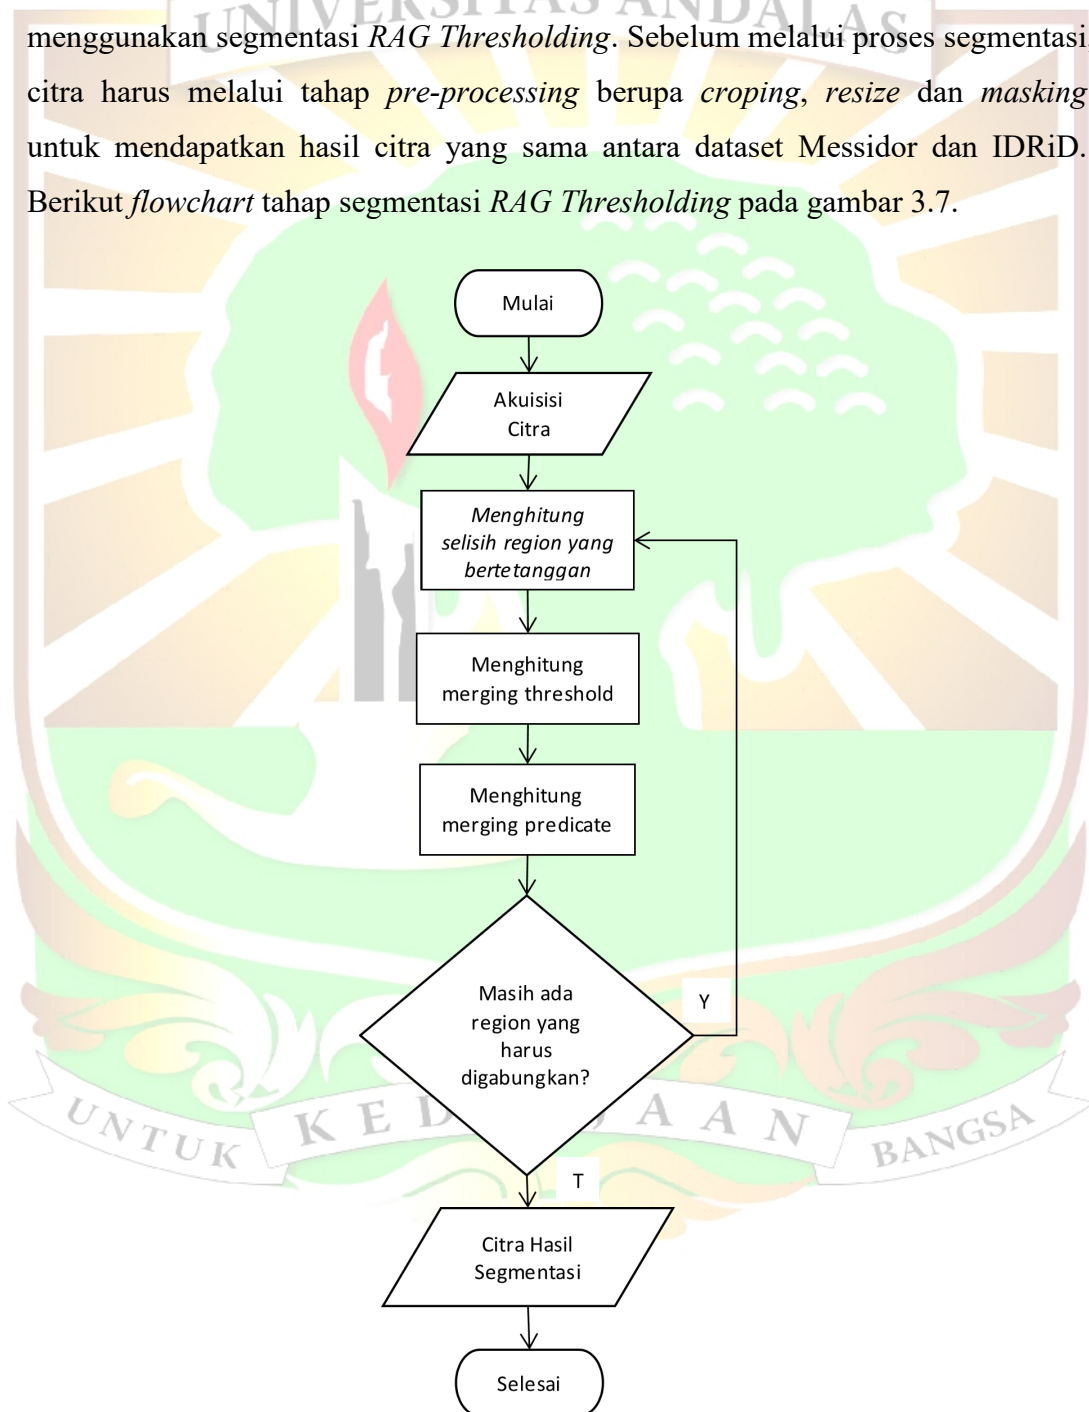 UNIVERSITAS ANDALAS
menggunakan segmentasi RAG Thresholding. Sebelum melalui proses segmentasi,
citra harus melalui tahap pre-processing berupa croping, resize dan masking
untuk mendapatkan hasil citra yang sama antara dataset Messidor dan IDRiD.
Berikut flowchart tahap segmentasi RAG Thresholding pada gambar 3.7.
Mulai
Akuisisi
Citra
Menghitung
selisih region yang
bertetanggan
Menghitung
merging threshold
Menghitung
merging predicate
Masih ada
region yang
harus
digabungkan?
Y
UNTUK
BANGSA
T
Citra Hasil
Segmentasi
Selesai